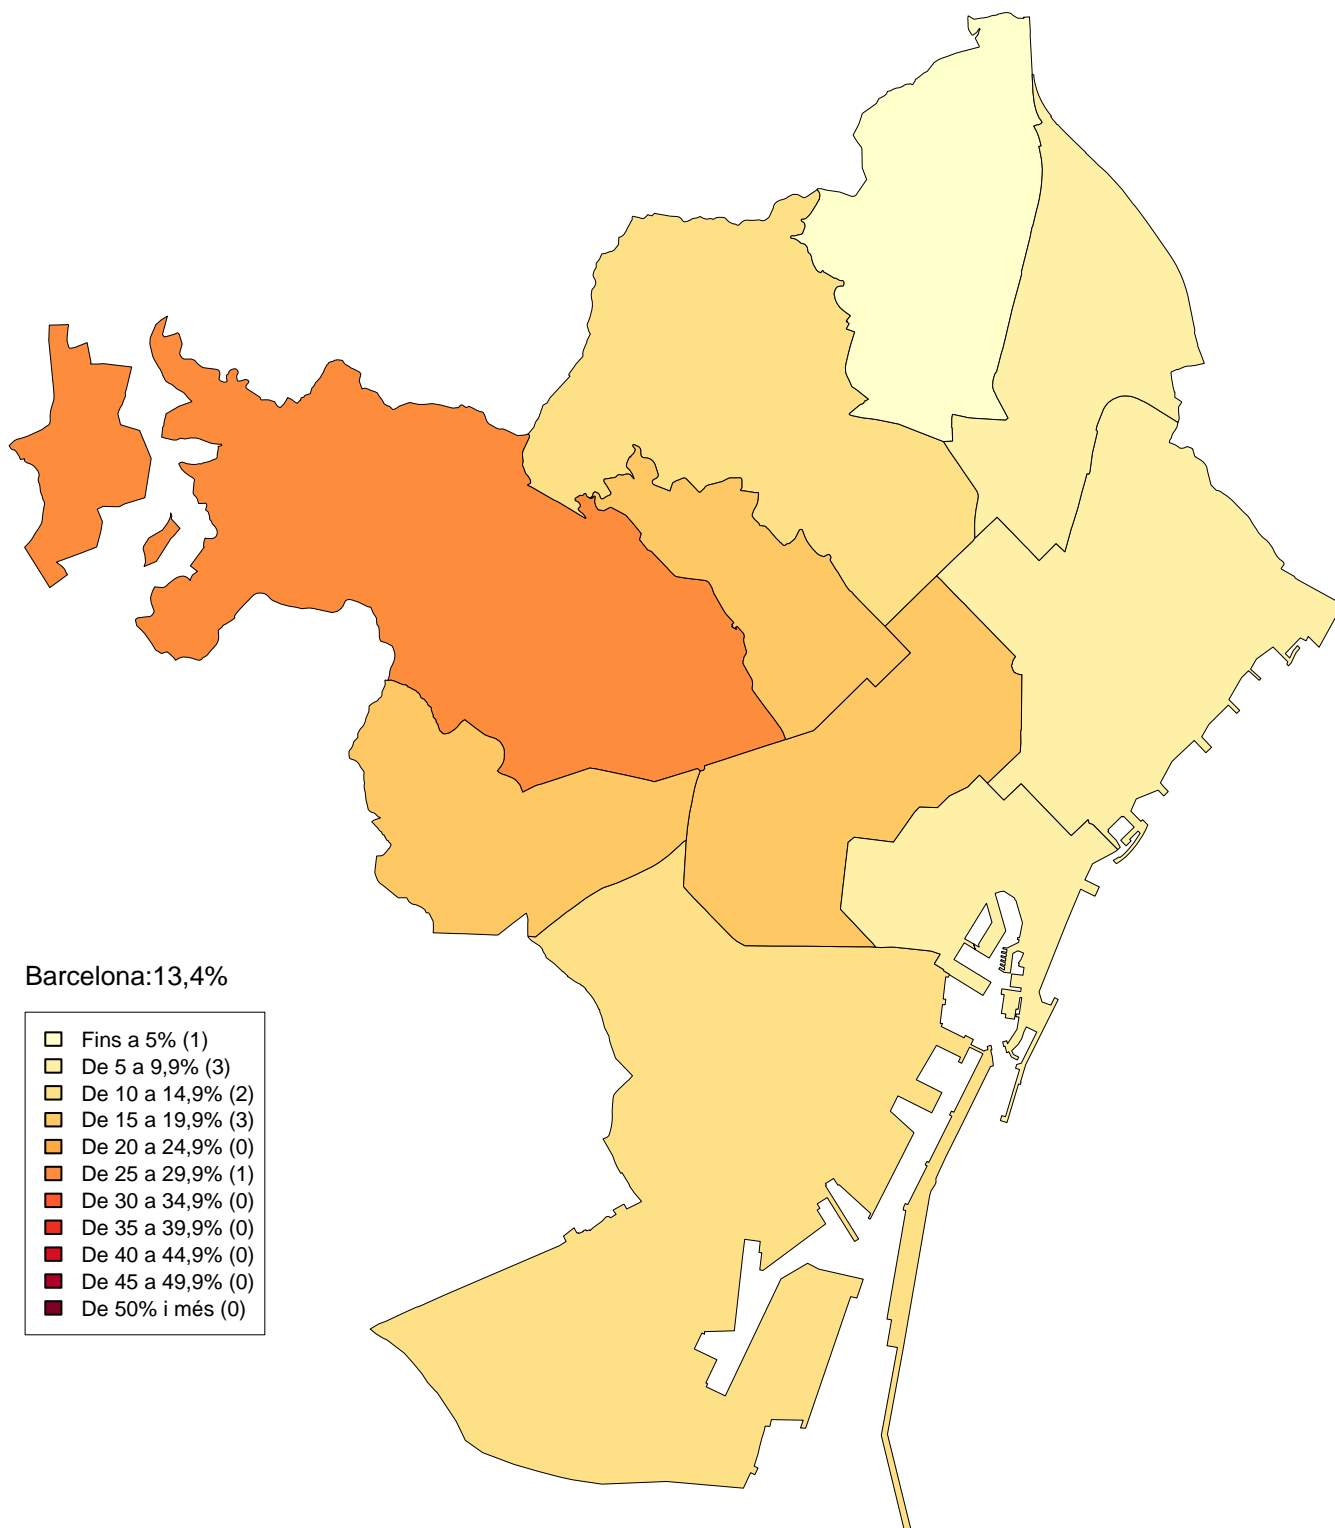 Barcelona:13,4%
Fins a 5% (1)
De 5 a 9,9% (3)
De 10 a 14,9% (2)
De 15 a 19,9% (3)
De 20 a 24,9% (0)
De 25 a 29,9% (1)
De 30 a 34,9% (0)
De 35 a 39,9% (0)
De 40 a 44,9% (0)
De 45 a 49,9% (0)
De 50% i més (0)